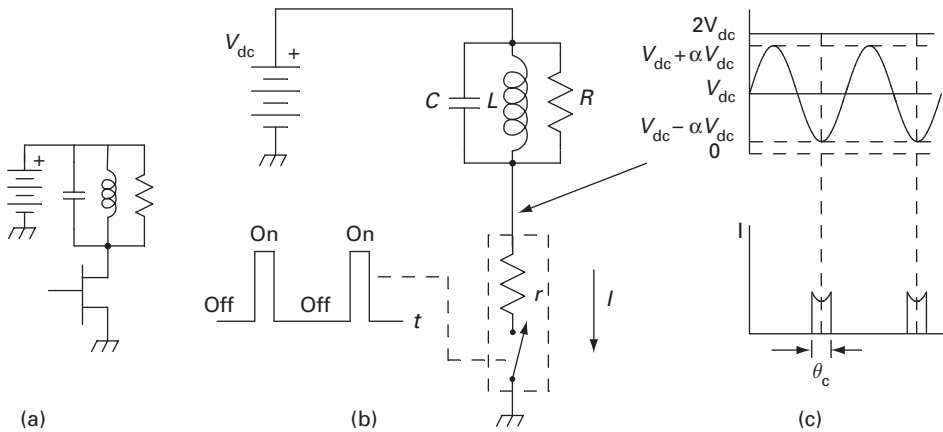 +
(a)
V_dc
+
C
L
R
On
On
Off
Off
t
r
I
(b)
2V_dc
V_dc + αV_dc
V_dc
V_dc − αV_dc
0
I
θ_c
(c)